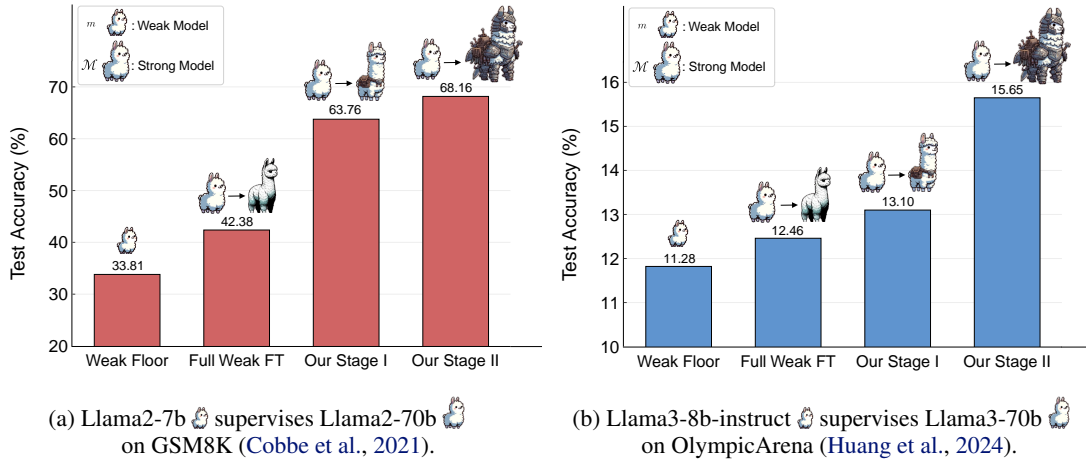 m : Weak Model
M : Strong Model
Test Accuracy (%)
70
60
50
40
30
20
33.81
42.38
63.76
68.16
Weak Floor Full Weak FT Our Stage I Our Stage II
(a) Llama2-7b supervises Llama2-70b
on GSM8K (Cobbe et al., 2021).
m : Weak Model
M : Strong Model
Test Accuracy (%)
16
15
14
13
12
11
10
11.28
12.46
13.10
15.65
Weak Floor Full Weak FT Our Stage I Our Stage II
(b) Llama3-8b-instruct supervises Llama3-70b
on OlympicArena (Huang et al., 2024).